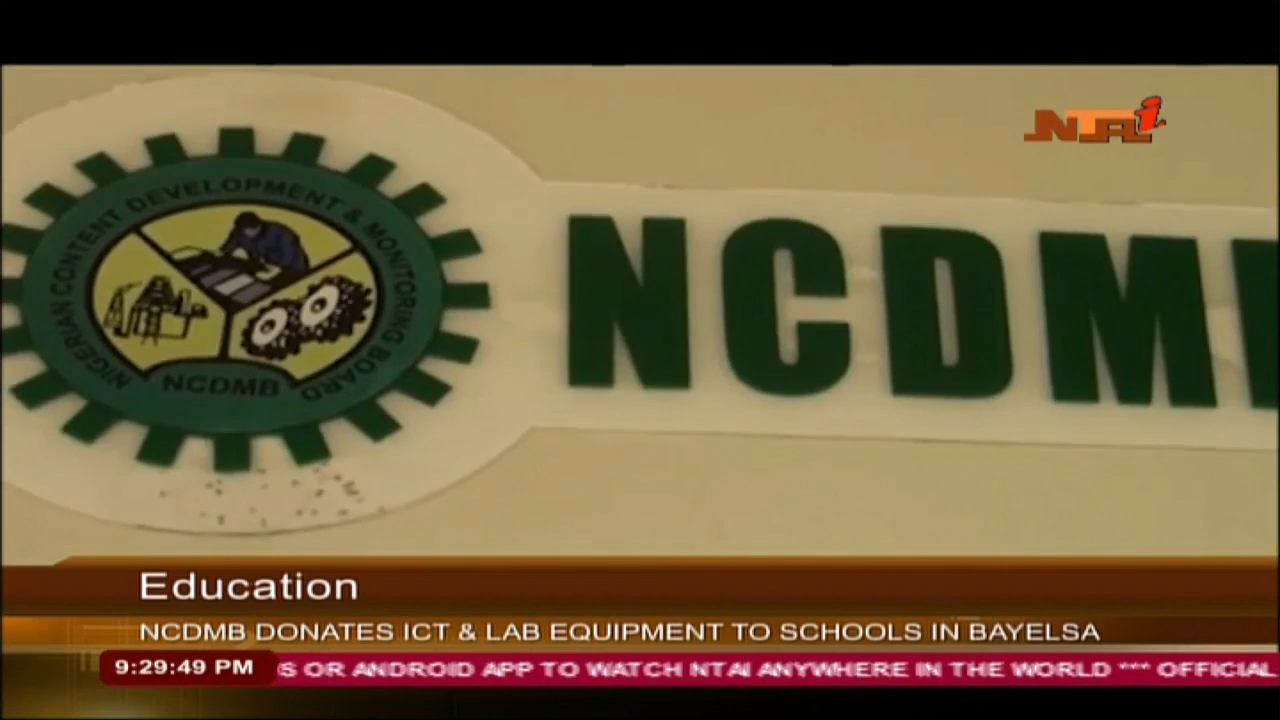 NTAi
NIGERIAN CONTENT DEVELOPMENT & MONITORING BOARD
NCDMB
NCDM
Education
NCDMB DONATES ICT & LAB EQUIPMENT TO SCHOOLS IN BAYELSA
9:29:49 PM
S OR ANDROID APP TO WATCH NTAI ANYWHERE IN THE WORLD *** OFFICIAL